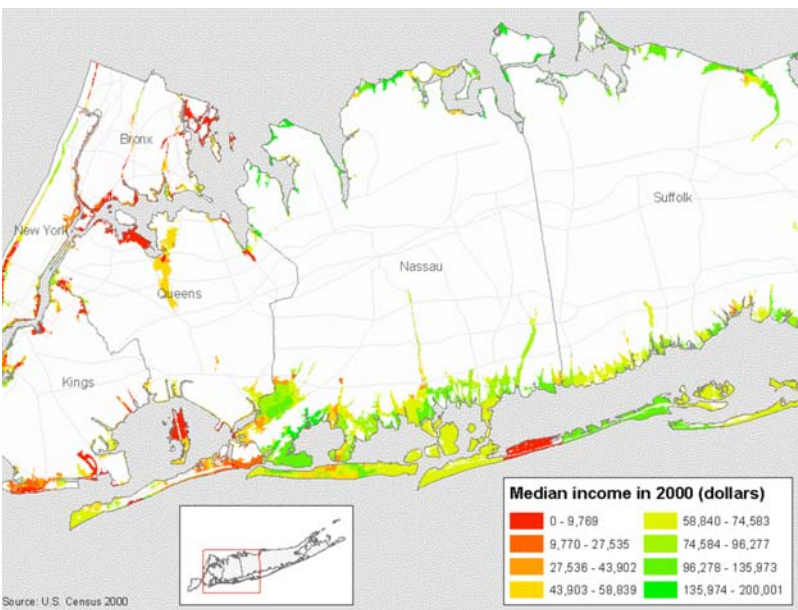 Bronx
New York
Suffolk
Nassau
Queens
Kings
Median income in 2000 (dollars)
0 - 9,769
58,840 - 74,583
9,770 - 27,535
74,584 - 96,277
27,536 - 43,902
96,278 - 135,973
43,903 - 58,839
135,974 - 200,001
Source: U.S. Census 2000